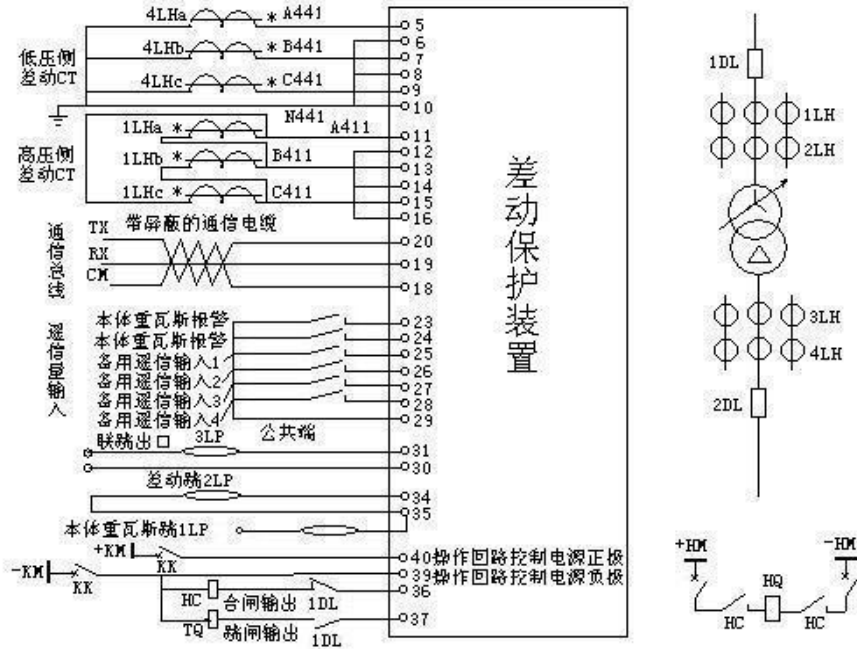 4LHa * A441
5
6
4LHb * B441
7
低压侧
差动CT
8
4LHc * C441
9
10
N441
1LHa *
A411
11
12
高压侧
差动CT
1LHb *
B411
13
14
1LHc *
C411
15
16
通信总线
TX
带屏蔽的通信电缆
20
RX
19
CM
18
遥信量输入
本体重瓦斯报警
23
本体重瓦斯报警
24
备用遥信输入1
25
备用遥信输入2
26
备用遥信输入3
27
备用遥信输入4
28
29
公共端
联跳出口
3LP
31
30
差动跳2LP
34
35
本体重瓦斯跳1LP
+KM
KK
40操作回路控制电源正极
-KM
KK
39操作回路控制电源负极
HC
合闸输出
1DL
36
TQ
跳闸输出
1DL
37
差动保护装置
1DL
1LH
2LH
3LH
4LH
2DL
+HM
-HM
HQ
HC
HC